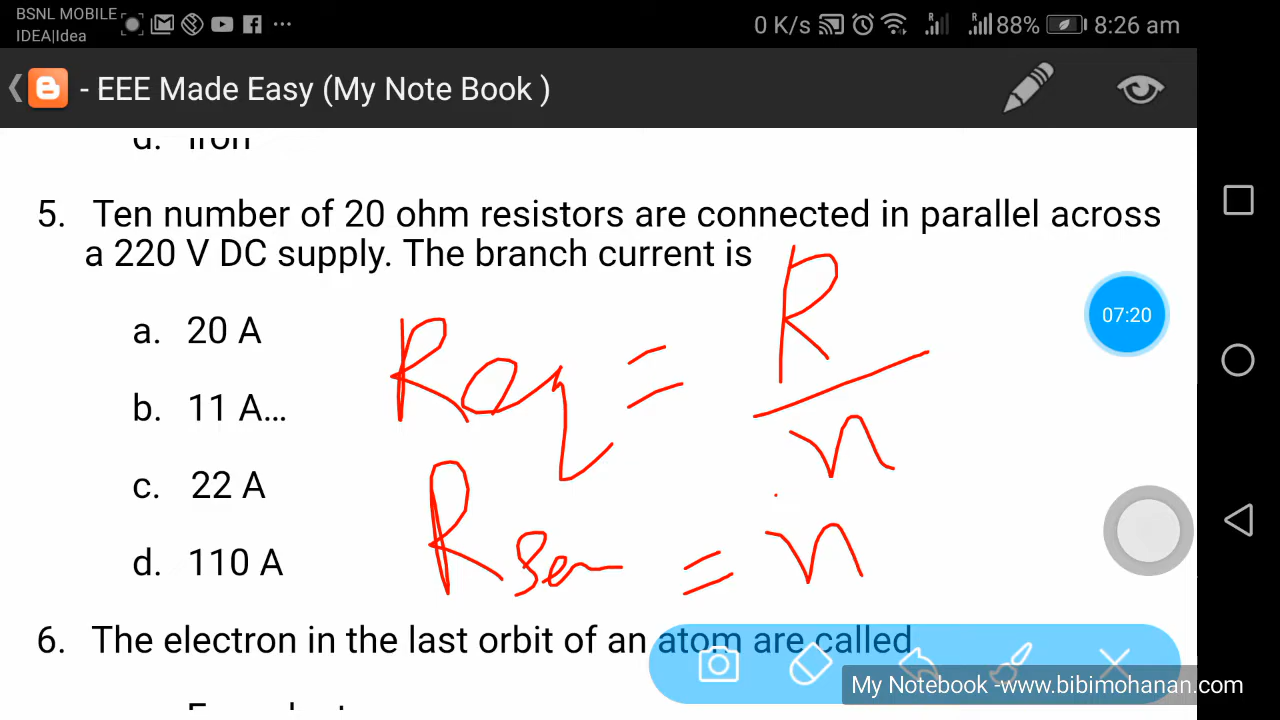 BSNL MOBILE
IDEA|Idea
0 K/s 88% 8:26 am
- EEE Made Easy (My Note Book )
d. Iron
5. Ten number of 20 ohm resistors are connected in parallel across
a 220 V DC supply. The branch current is
a. 20 A
b. 11 A...
c. 22 A
d. 110 A
Req = R
n
R Ser = n
07:20
6. The electron in the last orbit of an atom are called
My Notebook -www.bibimohanan.com